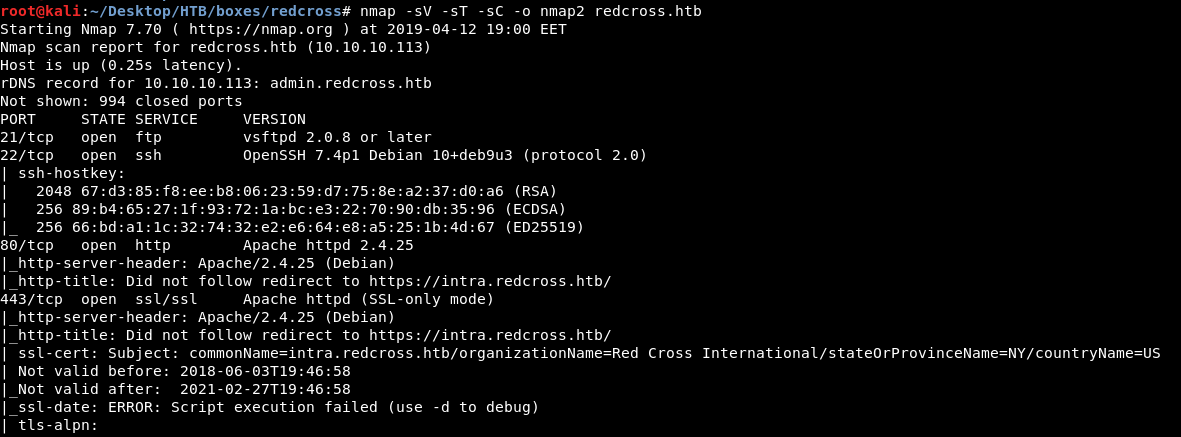 root@kali:~/Desktop/HTB/boxes/redcross# nmap -sV -sT -sC -o nmap2 redcross.htb
Starting Nmap 7.70 ( https://nmap.org ) at 2019-04-12 19:00 EET
Nmap scan report for redcross.htb (10.10.10.113)
Host is up (0.25s latency).
rDNS record for 10.10.10.113: admin.redcross.htb
Not shown: 994 closed ports
PORT    STATE SERVICE     VERSION
21/tcp  open  ftp         vsftpd 2.0.8 or later
22/tcp  open  ssh         OpenSSH 7.4p1 Debian 10+deb9u3 (protocol 2.0)
| ssh-hostkey:
|   2048 67:d3:85:f8:ee:b8:06:23:59:d7:75:8e:a2:37:d0:a6 (RSA)
|   256 89:b4:65:27:1f:93:72:1a:bc:e3:22:70:90:db:35:96 (ECDSA)
|_  256 66:bd:a1:1c:32:74:32:e2:e6:64:e8:a5:25:1b:4d:67 (ED25519)
80/tcp  open  http        Apache httpd 2.4.25
|_http-server-header: Apache/2.4.25 (Debian)
|_http-title: Did not follow redirect to https://intra.redcross.htb/
443/tcp open  ssl/ssl     Apache httpd (SSL-only mode)
|_http-server-header: Apache/2.4.25 (Debian)
|_http-title: Did not follow redirect to https://intra.redcross.htb/
| ssl-cert: Subject: commonName=intra.redcross.htb/organizationName=Red Cross International/stateOrProvinceName=NY/countryName=US
| Not valid before: 2018-06-03T19:46:58
|_Not valid after:  2021-02-27T19:46:58
|_ssl-date: ERROR: Script execution failed (use -d to debug)
| tls-alpn: